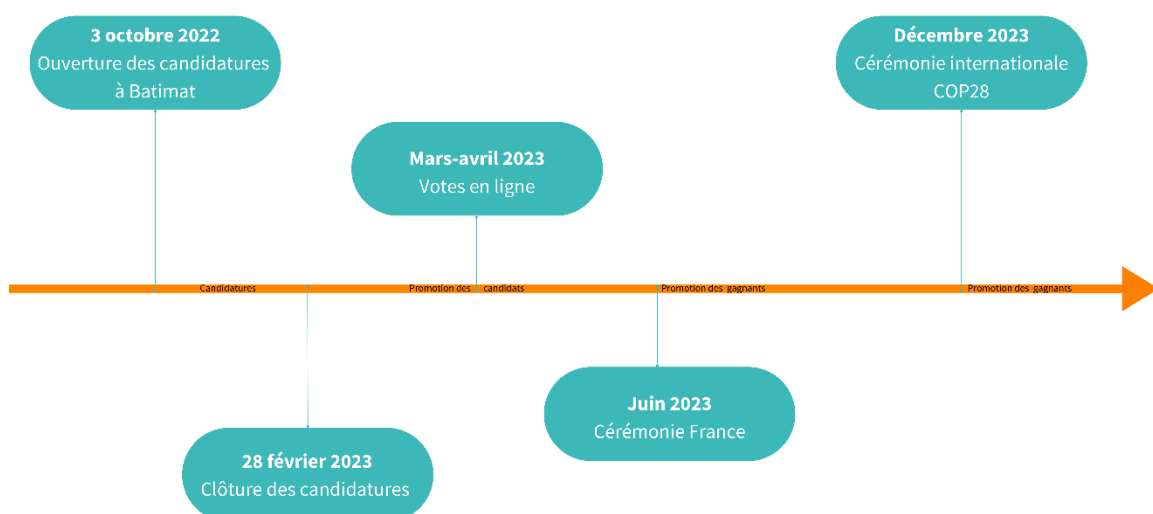 3 octobre 2022
Ouverture des candidatures
à Batimat
Décembre 2023
Cérémonie internationale
COP28
Mars-avril 2023
Votes en ligne
Candidatures
Promotion des candidats
Promotion des gagnants
Promotion des gagnants
Juin 2023
Cérémonie France
28 février 2023
Clôture des candidatures